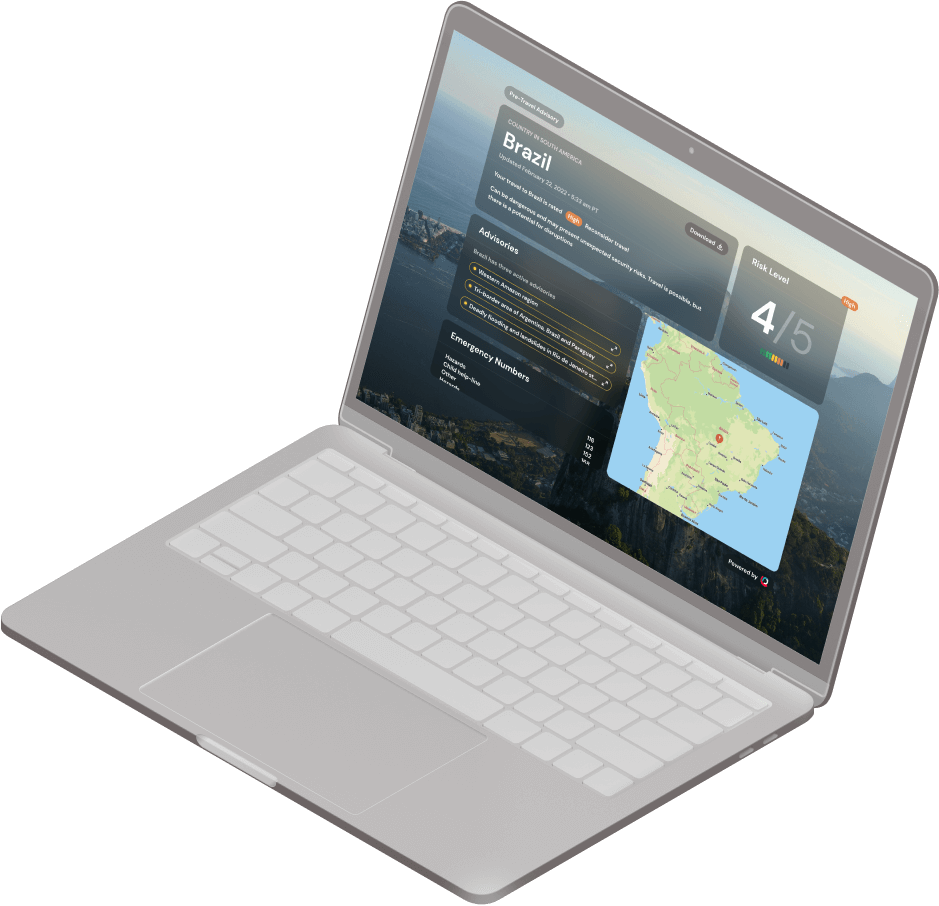 Pre-Travel Advisory
COUNTRY IN SOUTH AMERICA
Brazil
Updated February 22, 2022 • 6:33 am PT
Your travel to Brazil is rated High Reconsider travel
Can be dangerous and may present unexpected security risks. Travel is possible, but
there is a potential for disruptions
Download
Risk Level
High
4/5
Advisories
Brazil has three active advisories
Western Amazon region
Tri-border area of Argentina, Brazil and Paraguay
Deadly flooding and landslides in Rio de Janeiro st...
Emergency Numbers
Hazards
Child help-line
Other
Hazards
118
123
152
Powered by